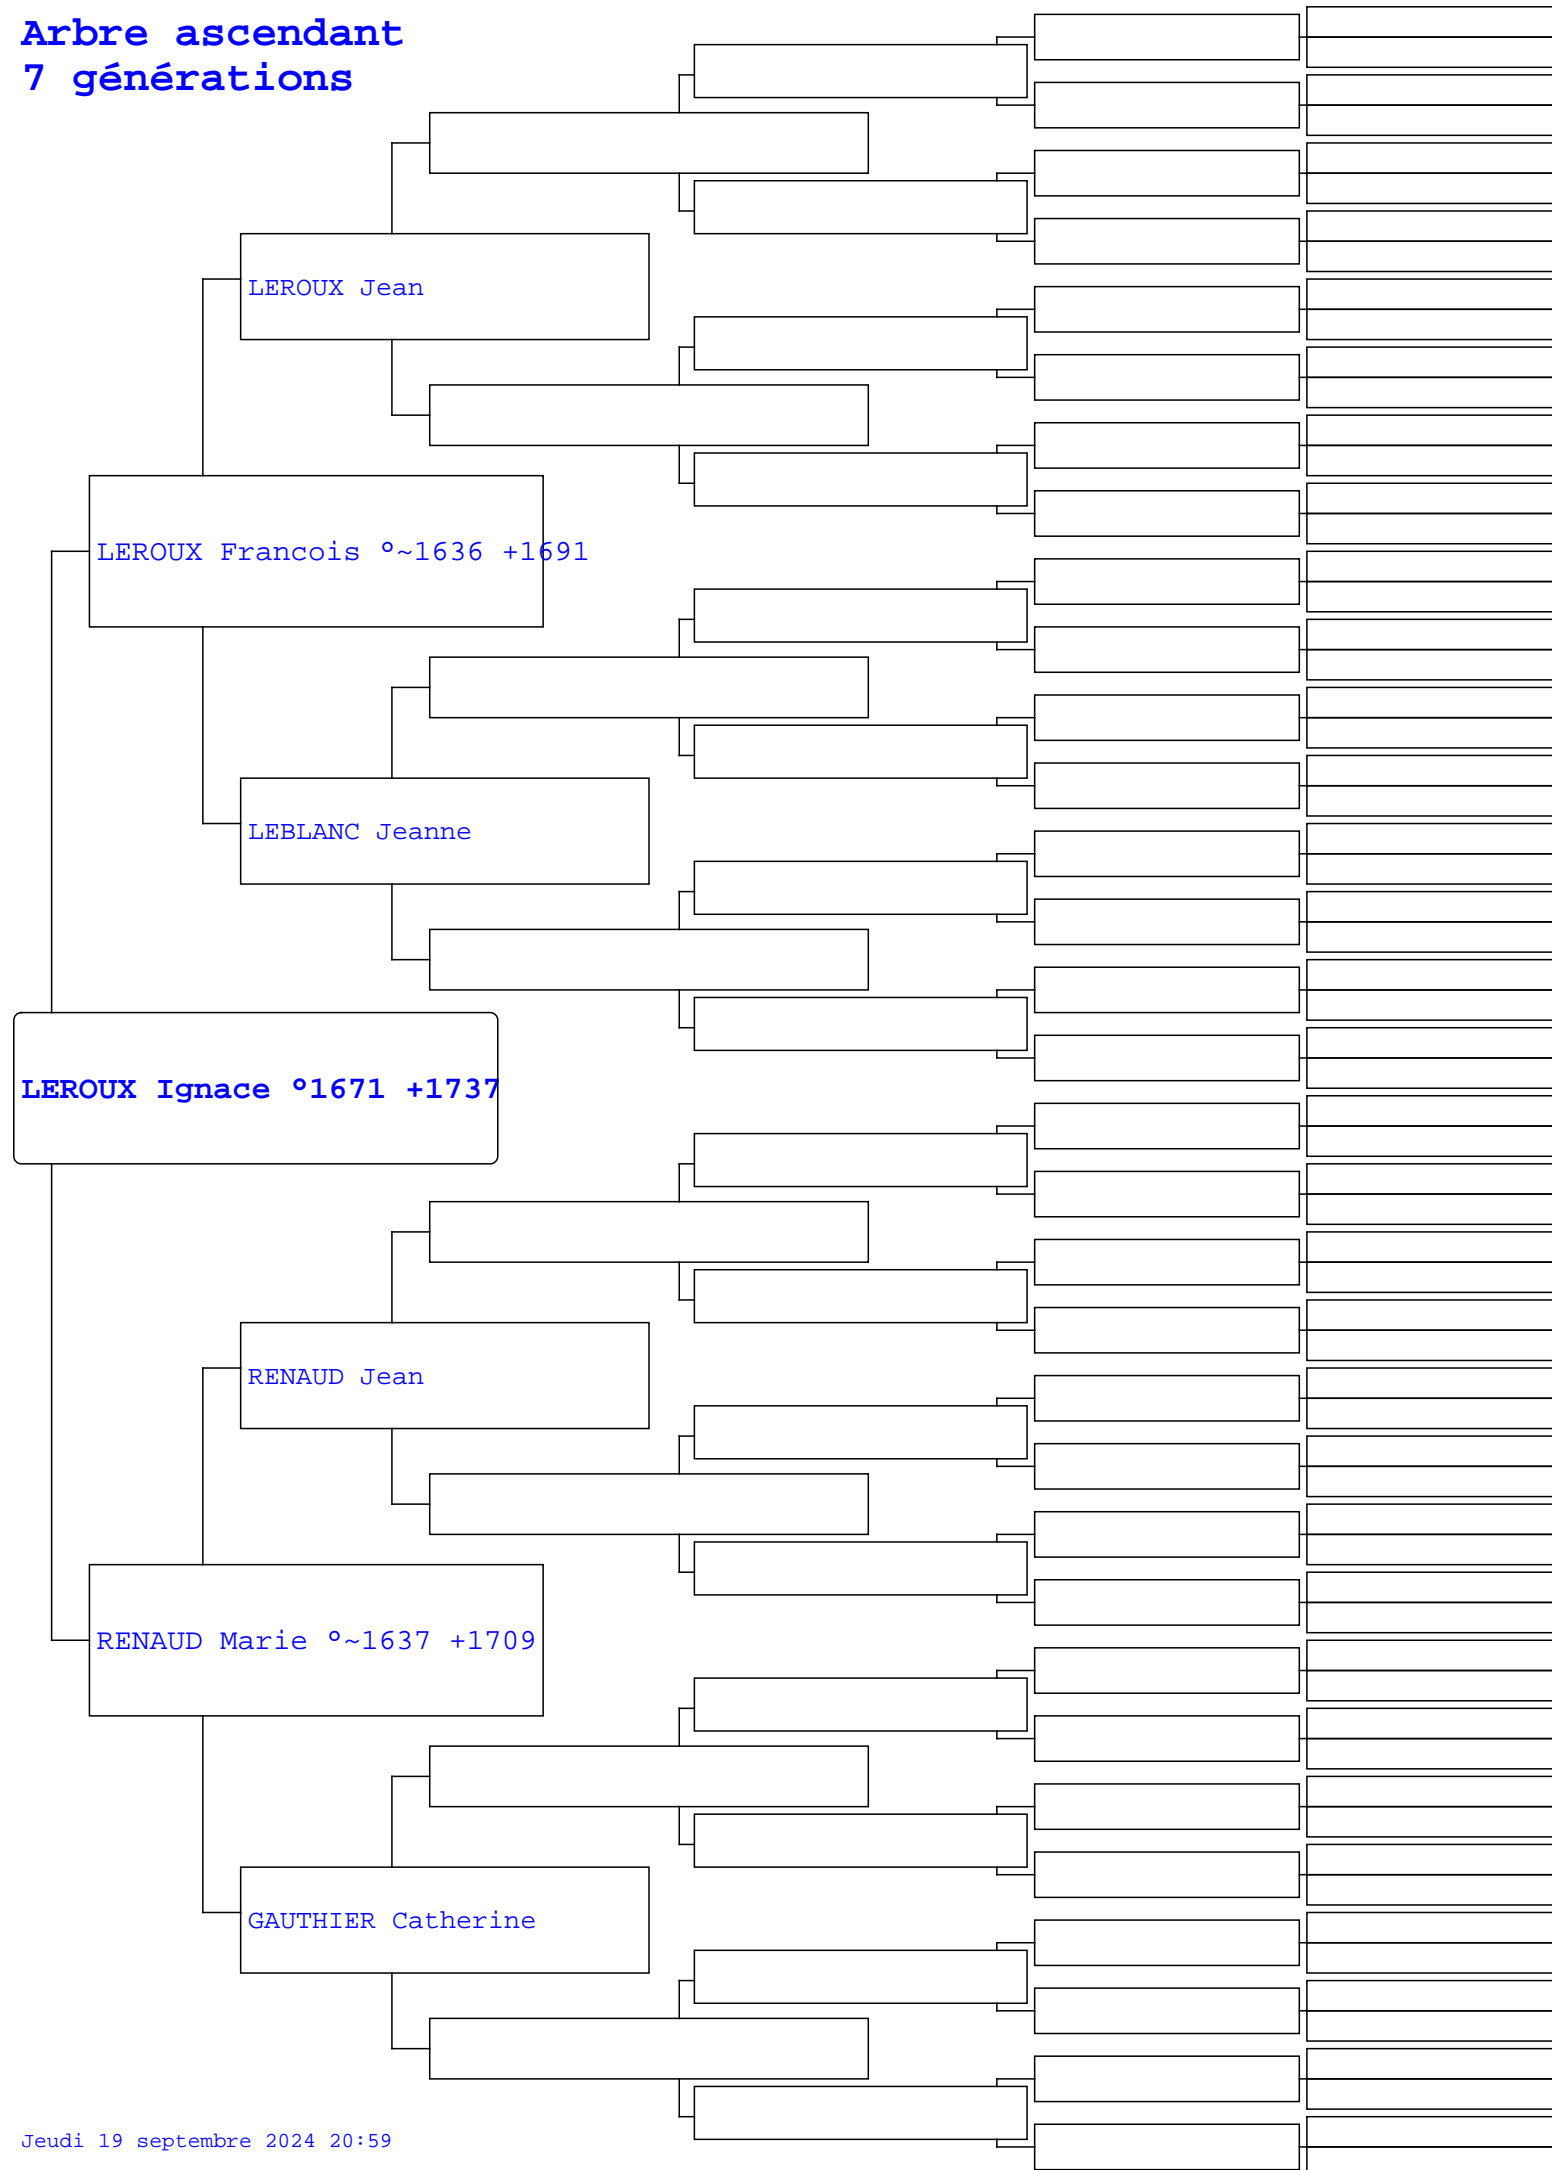 Arbre ascendant
7 générations
LEROUX Jean
LEROUX Francois °~1636 +1691
LEBLANC Jeanne
LEROUX Ignace °1671 +1737
RENAUD Jean
RENAUD Marie °~1637 +1709
GAUTHIER Catherine
Jeudi 19 septembre 2024 20:59